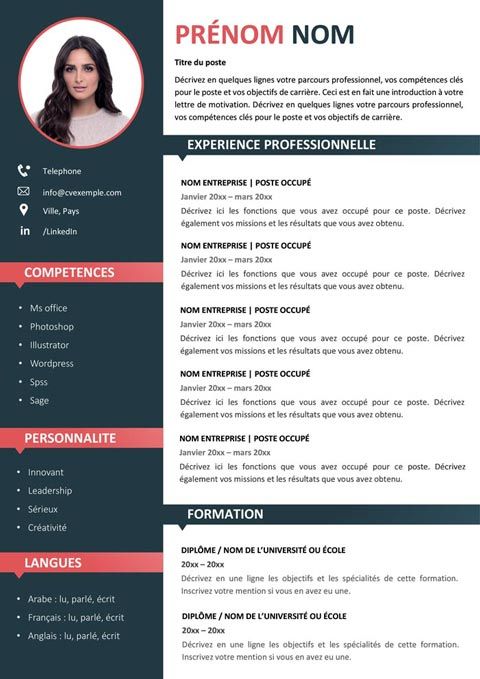 PRÉNOM NOM
Titre du poste
Décrivez en quelques lignes votre parcours professionnel, vos compétences clés
pour le poste et vos objectifs de carrière. Ceci est en fait une introduction à votre
lettre de motivation. Décrivez en quelques lignes votre parcours professionnel,
vos compétences clés pour le poste et vos objectifs de carrière.
Telephone
info@cvexemple.com
Ville, Pays
in /LinkedIn
COMPETENCES
• Ms office
• Photoshop
• Illustrator
• Wordpress
• Spss
• Sage
PERSONNALITE
• Innovant
• Leadership
• Sérieux
• Créativité
LANGUES
• Arabe : lu, parlé, écrit
• Français : lu, parlé, écrit
• Anglais : lu, parlé, écrit
EXPERIENCE PROFESSIONNELLE
NOM ENTREPRISE | POSTE OCCUPÉ
Janvier 20xx – mars 20xx
Décrivez ici les fonctions que vous avez occupé pour ce poste. Décrivez
également vos missions et les résultats que vous avez obtenu.
NOM ENTREPRISE | POSTE OCCUPÉ
Janvier 20xx – mars 20xx
Décrivez ici les fonctions que vous avez occupé pour ce poste. Décrivez
également vos missions et les résultats que vous avez obtenu.
NOM ENTREPRISE | POSTE OCCUPÉ
Janvier 20xx – mars 20xx
Décrivez ici les fonctions que vous avez occupé pour ce poste. Décrivez
également vos missions et les résultats que vous avez obtenu.
NOM ENTREPRISE | POSTE OCCUPÉ
Janvier 20xx – mars 20xx
Décrivez ici les fonctions que vous avez occupé pour ce poste. Décrivez
également vos missions et les résultats que vous avez obtenu.
NOM ENTREPRISE | POSTE OCCUPÉ
Janvier 20xx – mars 20xx
Décrivez ici les fonctions que vous avez occupé pour ce poste. Décrivez
également vos missions et les résultats que vous avez obtenu.
FORMATION
DIPLÔME / NOM DE L’UNIVERSITÉ OU ÉCOLE
20xx – 20xx
Décrivez en une ligne les objectifs et les spécialités de cette formation.
Inscrivez votre mention si vous en avez eu une.
DIPLÔME / NOM DE L’UNIVERSITÉ OU ÉCOLE
20xx – 20xx
Décrivez en une ligne les objectifs et les spécialités de cette formation.
Inscrivez votre mention si vous en avez eu une.